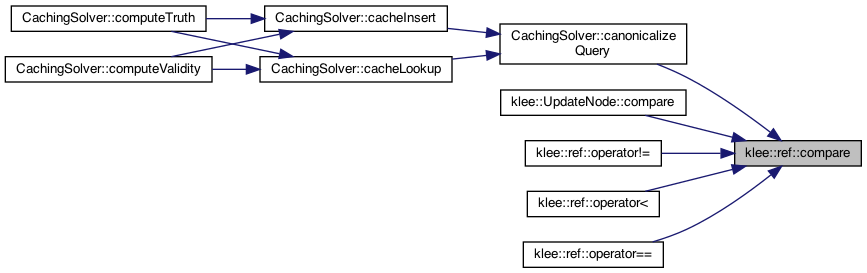 CachingSolver::computeTruth
CachingSolver::cacheInsert
CachingSolver::canonicalize
Query
CachingSolver::computeValidity
CachingSolver::cacheLookup
klee::UpdateNode::compare
klee::ref::operator!=
klee::ref::compare
klee::ref::operator<
klee::ref::operator==